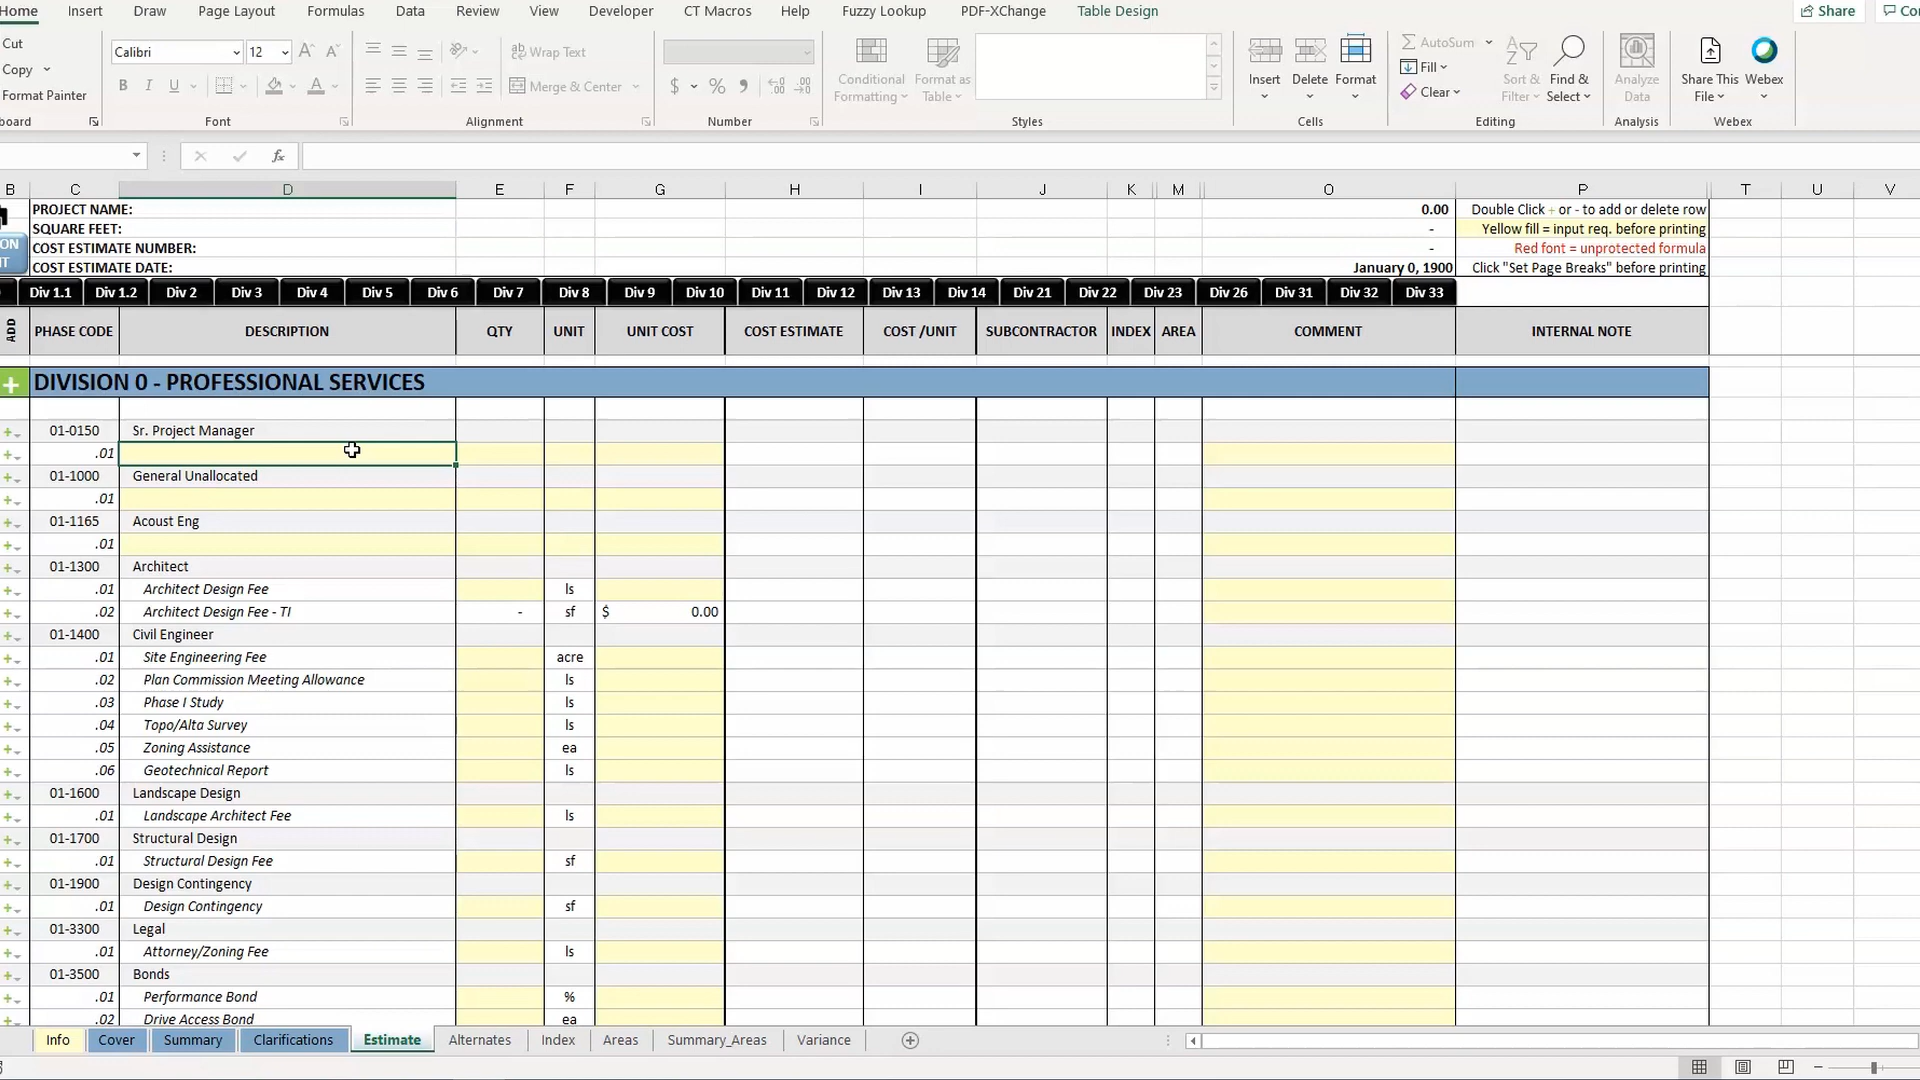 Home Insert Draw Page Layout Formulas Data Review View Developer CT Macros Help Fuzzy Lookup PDF-XChange Table Design Share
Cut
Copy
Format Painter
Calibri 12
B I U
Wrap Text
Merge & Center
$ %
Conditional Formatting
Format as Table
Insert Delete Format
AutoSum
Fill
Clear
Sort & Filter
Find & Select
Analyze Data
Share This File
Webex
Font Alignment Number Styles Cells Editing Analysis Webex
fx
B C D E F G H I J K M O P T U V
PROJECT NAME: 0.00 Double Click + or - to add or delete row
SQUARE FEET: - Yellow fill = input req. before printing
COST ESTIMATE NUMBER: - Red font = unprotected formula
COST ESTIMATE DATE: January 0, 1900 Click "Set Page Breaks" before printing
Div 1.1 Div 1.2 Div 2 Div 3 Div 4 Div 5 Div 6 Div 7 Div 8 Div 9 Div 10 Div 11 Div 12 Div 13 Div 14 Div 21 Div 22 Div 23 Div 26 Div 31 Div 32 Div 33
ADD PHASE CODE DESCRIPTION QTY UNIT UNIT COST COST ESTIMATE COST /UNIT SUBCONTRACTOR INDEX AREA COMMENT INTERNAL NOTE
+ DIVISION 0 - PROFESSIONAL SERVICES
01-0150 Sr. Project Manager
.01
01-1000 General Unallocated
.01
01-1165 Acoust Eng
.01
01-1300 Architect
.01 Architect Design Fee ls
.02 Architect Design Fee - TI - sf $ 0.00
01-1400 Civil Engineer
.01 Site Engineering Fee acre
.02 Plan Commission Meeting Allowance ls
.03 Phase I Study ls
.04 Topo/Alta Survey ls
.05 Zoning Assistance ea
.06 Geotechnical Report ls
01-1600 Landscape Design
.01 Landscape Architect Fee ls
01-1700 Structural Design
.01 Structural Design Fee sf
01-1900 Design Contingency
.01 Design Contingency sf
01-3300 Legal
.01 Attorney/Zoning Fee ls
01-3500 Bonds
.01 Performance Bond %
.02 Drive Access Bond ea
Info Cover Summary Clarifications Estimate Alternates Index Areas Summary_Areas Variance